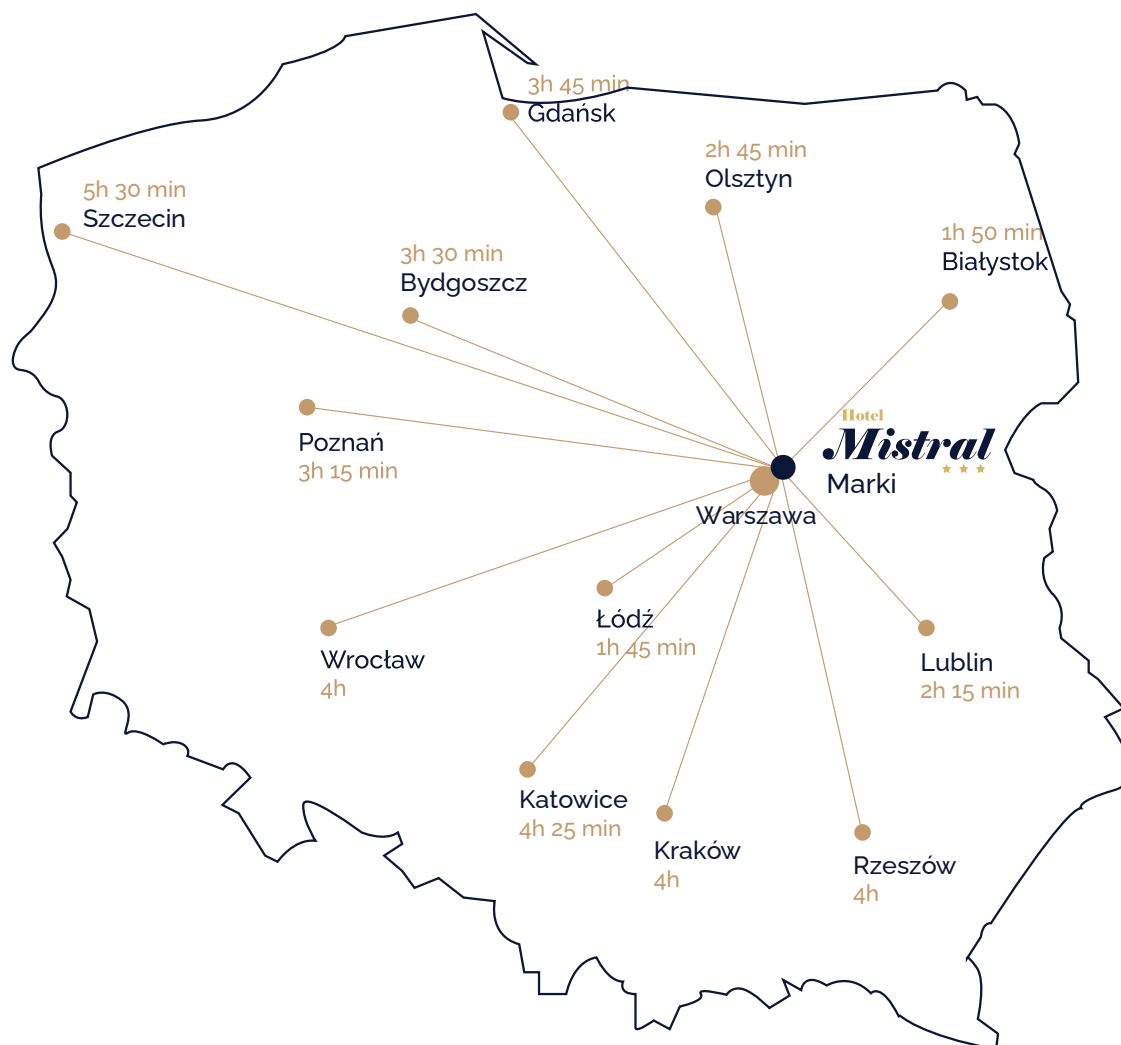 3h 45 min
Gdańsk
2h 45 min
Olsztyn
5h 30 min
Szczecin
1h 50 min
Białystok
3h 30 min
Bydgoszcz
Hotel
Mistral
Marki
Poznań
3h 15 min
Warszawa
Łódź
1h 45 min
Wrocław
4h
Lublin
2h 15 min
Katowice
4h 25 min
Kraków
4h
Rzeszów
4h